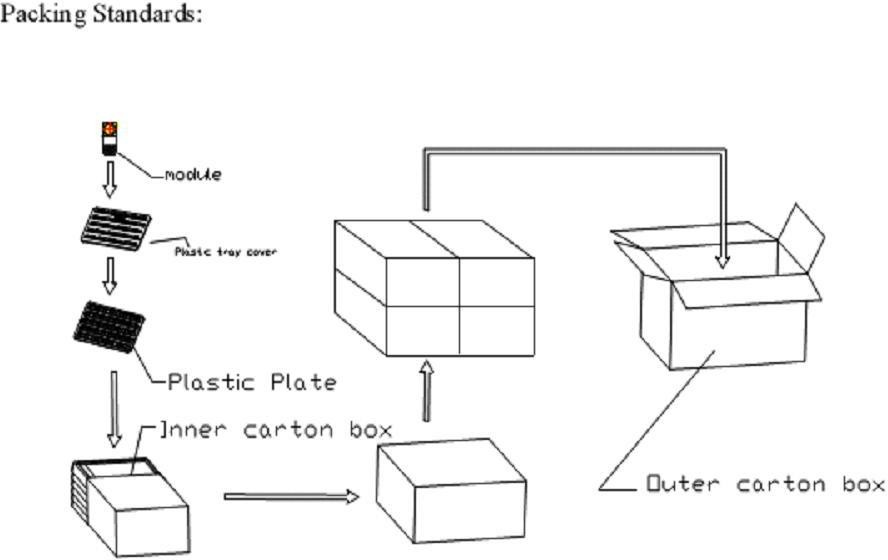 Packing Standards:
module
Plastic tray cover
Plastic Plate
Inner carton box
Outer carton box